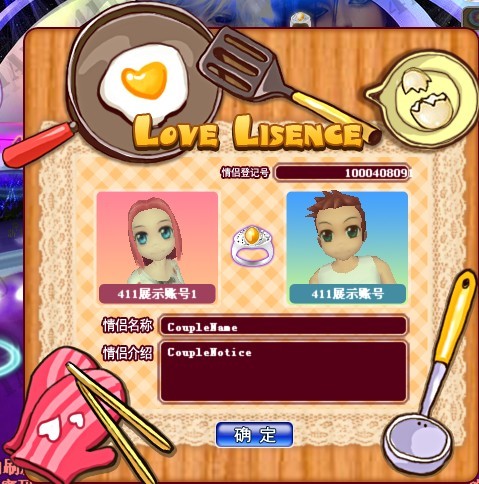 LOVE LISENCE
情侣登记号 100040809
411展示账号1
411展示账号
情侣名称 CoupleName
情侣介绍 CoupleNotice
确 定